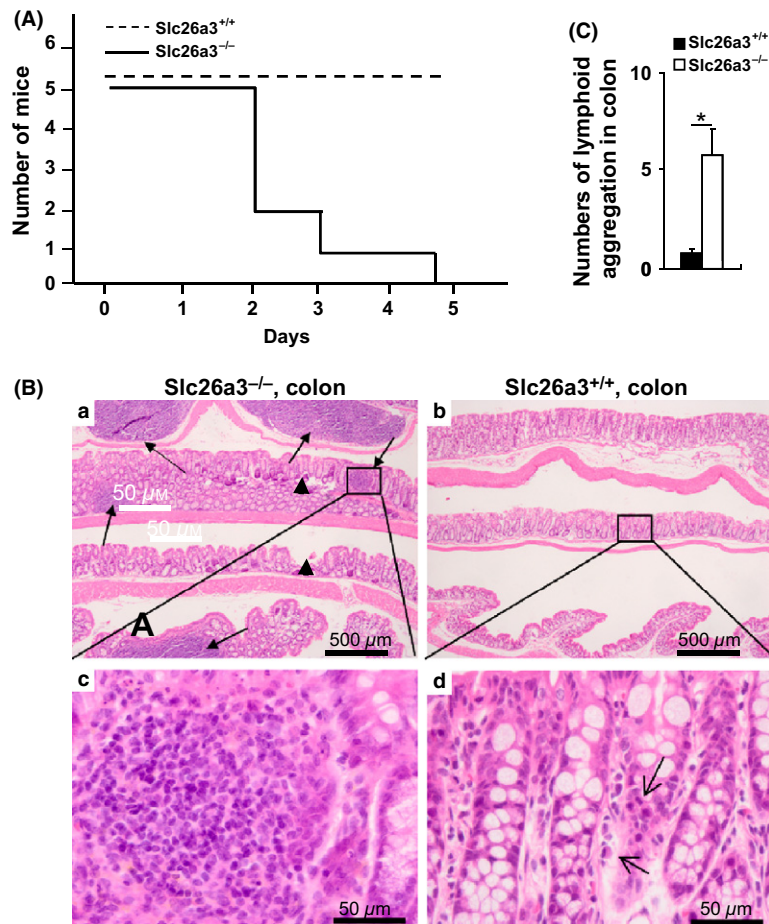 (A)
Slc26a3+/+
Slc26a3–/–
Number of mice
6
5
4
3
2
1
0
0 1 2 3 4 5
Days
(C)
Slc26a3+/+
Slc26a3–/–
Numbers of lymphoid
aggregation in colon
10
5
0
*
(B)
Slc26a3–/–, colon
Slc26a3+/+, colon
a
50 µM
50 µM
A
500 µm
b
500 µm
c
50 µm
d
50 µm